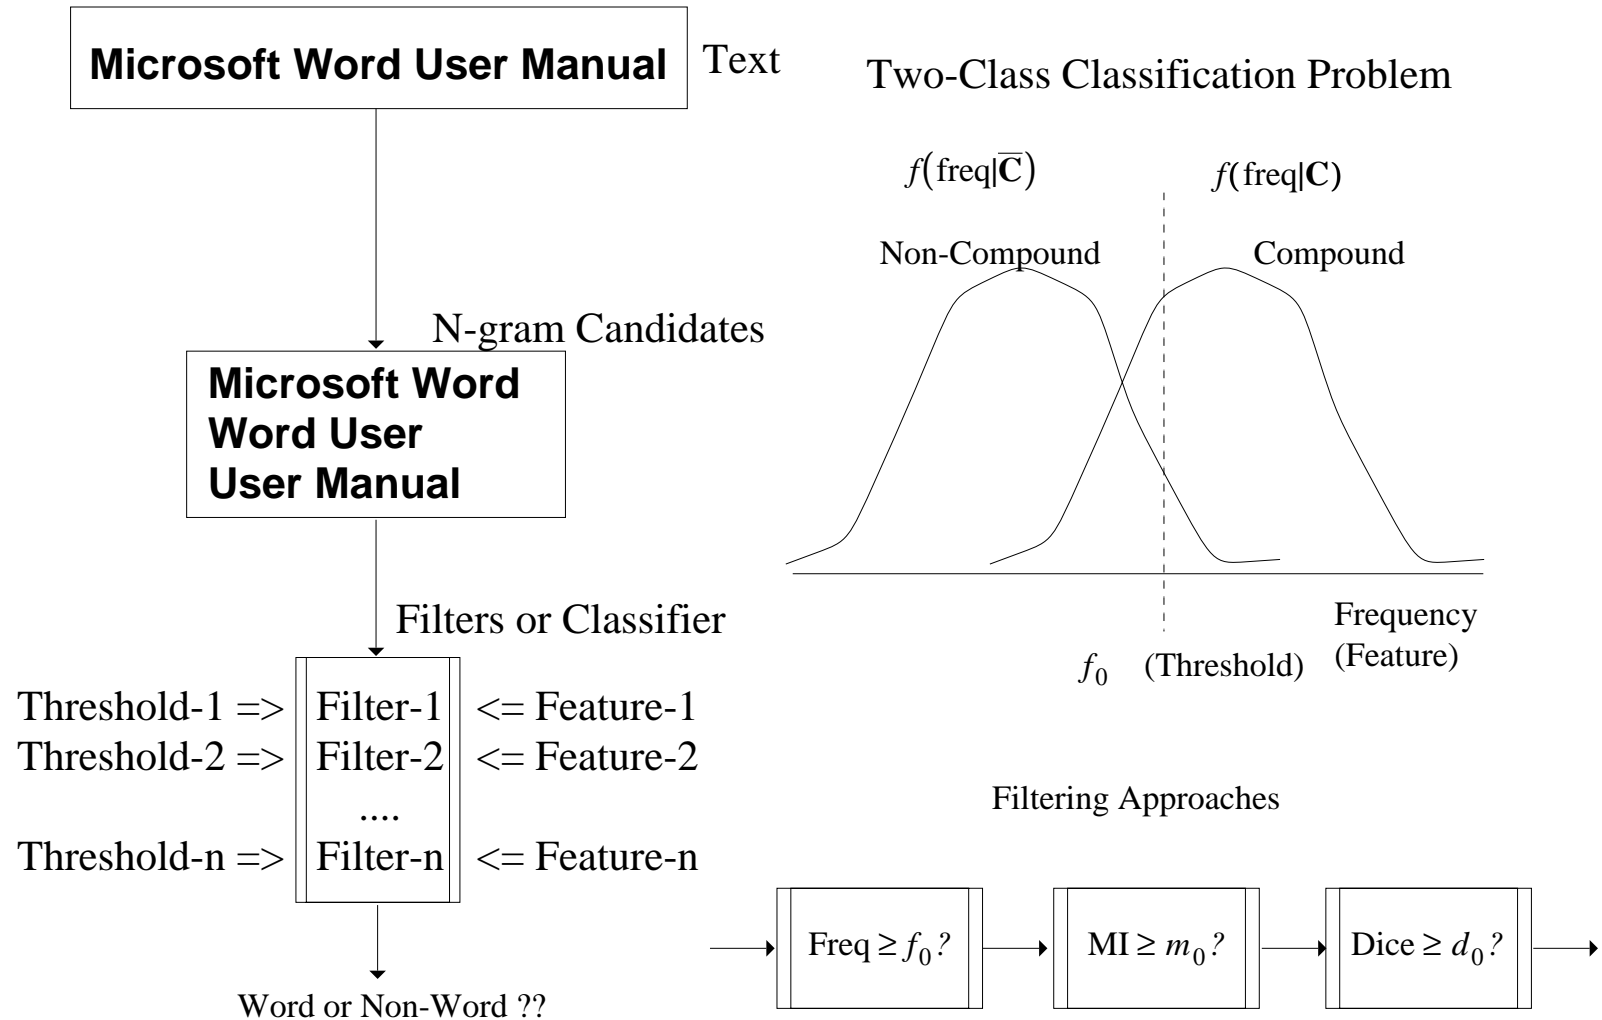 Microsoft Word User Manual
Text
N-gram Candidates
Microsoft Word
Word User
User Manual
Filters or Classifier
Threshold-1 => Filter-1 <= Feature-1
Threshold-2 => Filter-2 <= Feature-2
....
Threshold-n => Filter-n <= Feature-n
Word or Non-Word ??
Two-Class Classification Problem
f(freq|C̅) f(freq|C)
Non-Compound Compound
Frequency
(Feature)
f₀ (Threshold)
Filtering Approaches
Freq ≥ f₀? MI ≥ m₀? Dice ≥ d₀?